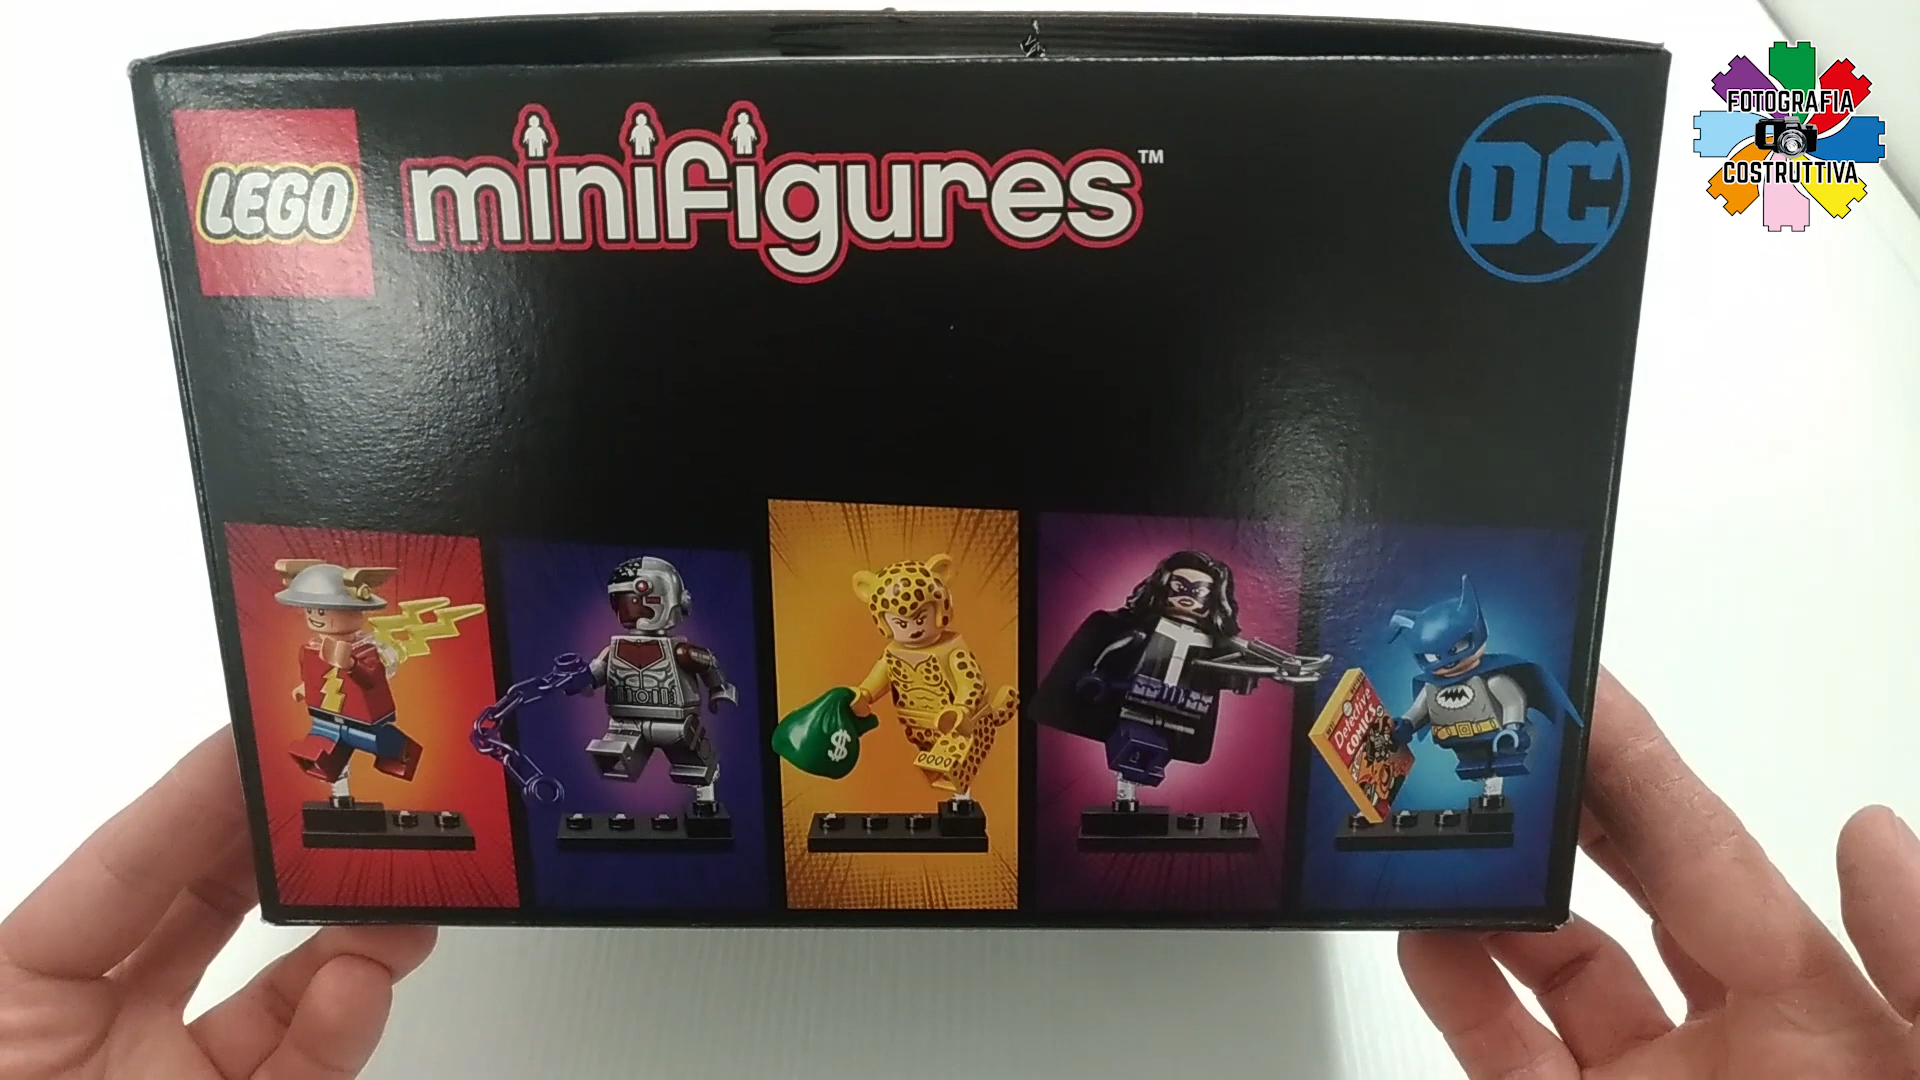 LEGO
minifigures™
DC
FOTOGRAFIA
COSTRUTTIVA
$
Detective
COMICS